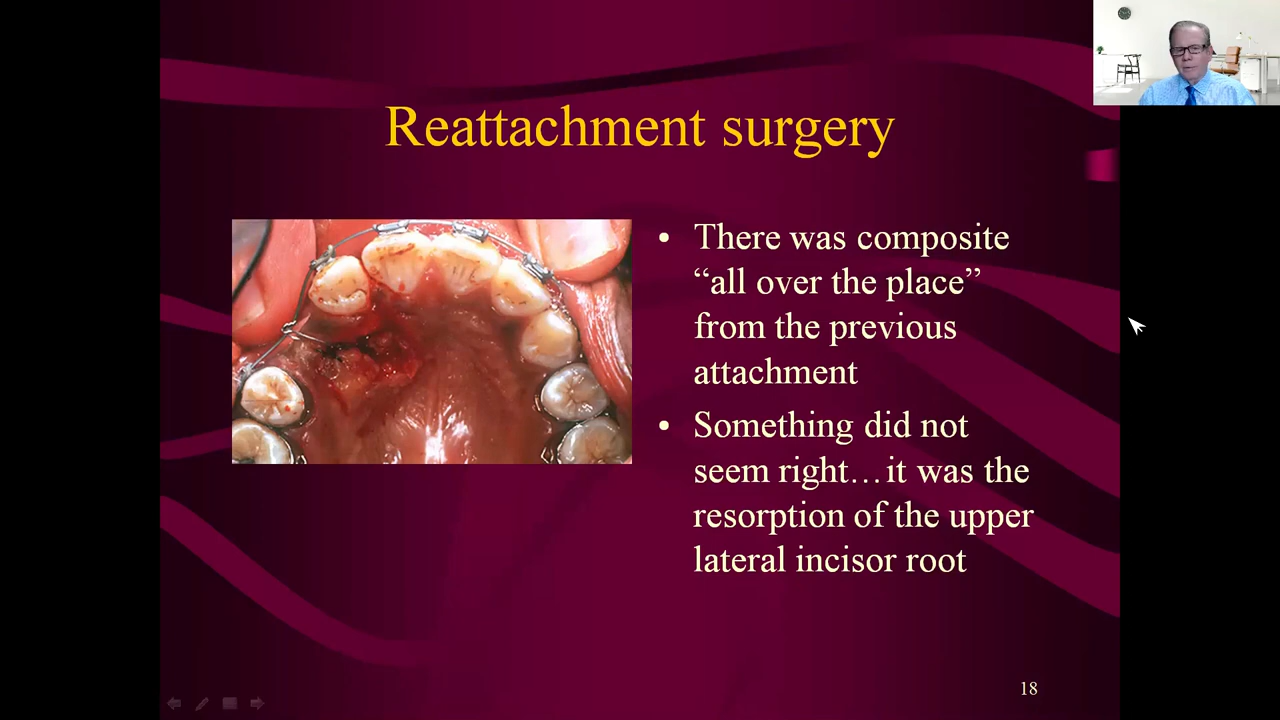 Reattachment surgery
• There was composite
“all over the place”
from the previous
attachment
• Something did not
seem right…it was the
resorption of the upper
lateral incisor root
18